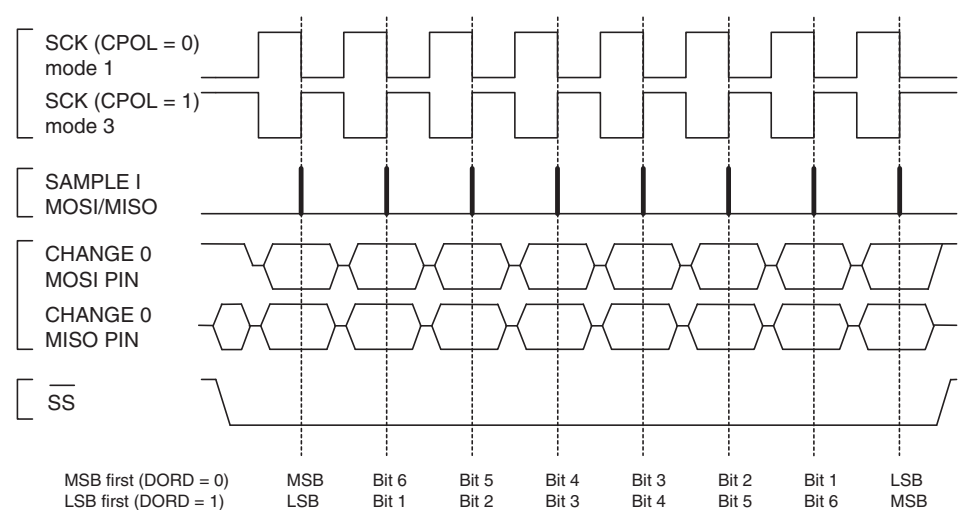 SCK (CPOL = 0)
mode 1
SCK (CPOL = 1)
mode 3
SAMPLE I
MOSI/MISO
CHANGE 0
MOSI PIN
CHANGE 0
MISO PIN
SS
MSB first (DORD = 0) MSB Bit 6 Bit 5 Bit 4 Bit 3 Bit 2 Bit 1 LSB
LSB first (DORD = 1) LSB Bit 1 Bit 2 Bit 3 Bit 4 Bit 5 Bit 6 MSB